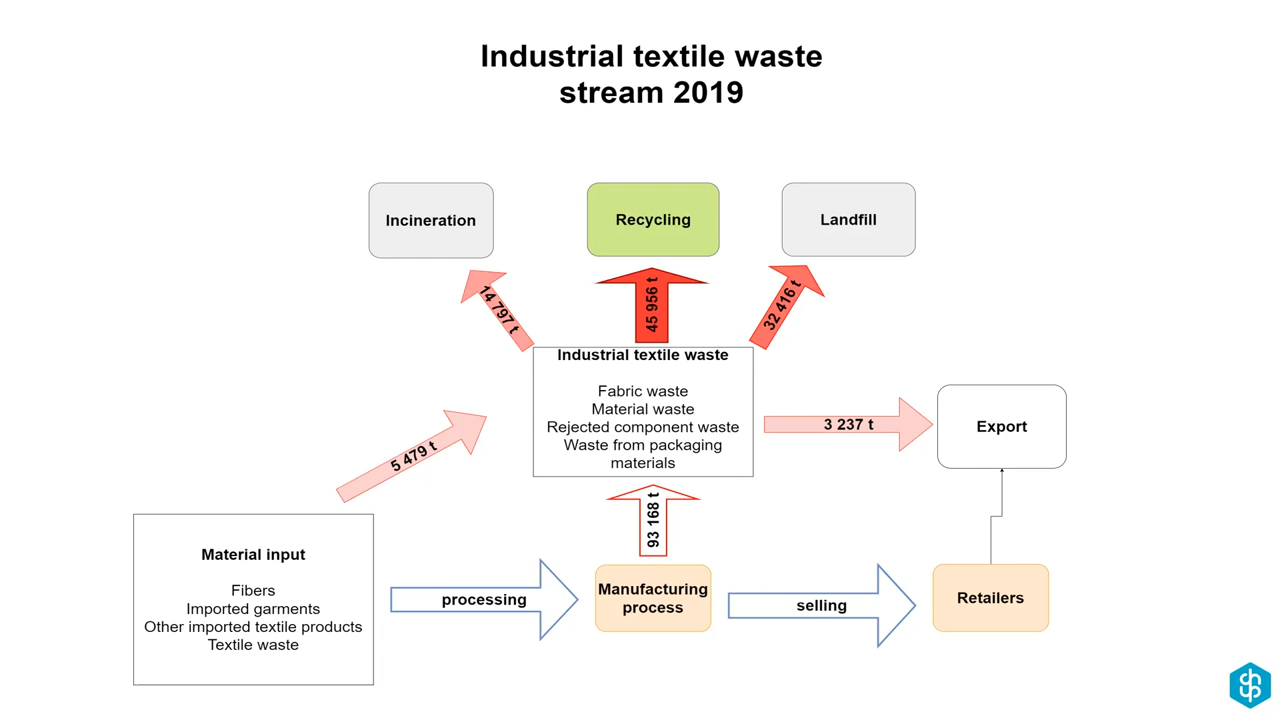 Industrial textile waste
stream 2019
Incineration
Recycling
Landfill
14 797 t
45 956 t
32 416 t
Industrial textile waste
Fabric waste
Material waste
Rejected component waste
Waste from packaging
materials
5 479 t
3 237 t
Export
93 168 t
Material input
Fibers
Imported garments
Other imported textile products
Textile waste
processing
Manufacturing
process
selling
Retailers